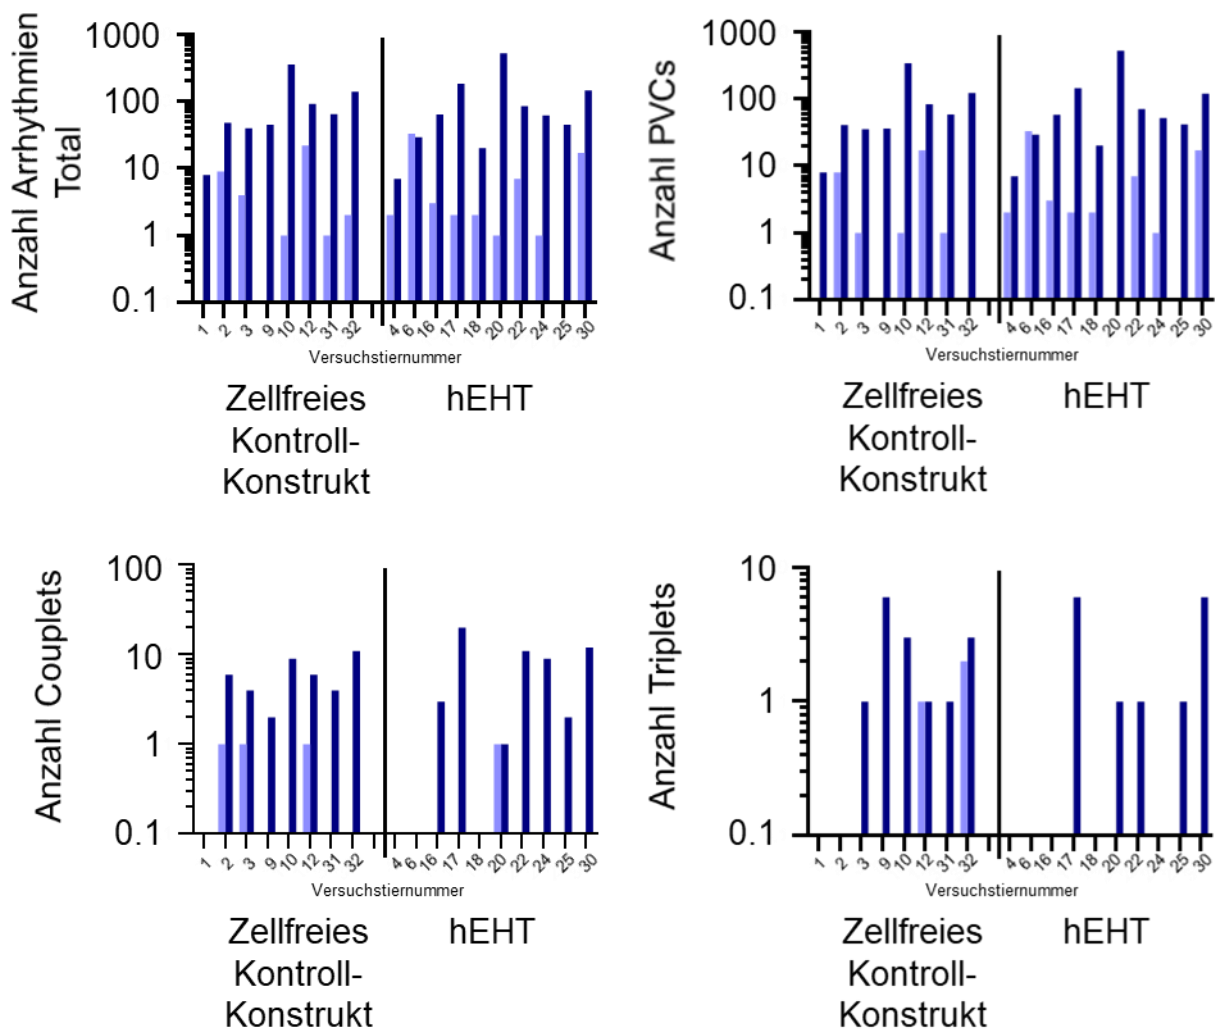 Anzahl Arrhythmien
Total
1000
100
10
1
0.1
1 2 3 9 10 12 31 32 4 6 16 17 18 20 22 24 25 30
Versuchstiernummer
Zellfreies
Kontroll-
Konstrukt
hEHT
Anzahl PVCs
1000
100
10
1
0.1
1 2 3 9 10 12 31 32 4 6 16 17 18 20 22 24 25 30
Versuchstiernummer
Zellfreies
Kontroll-
Konstrukt
hEHT
Anzahl Couplets
100
10
1
0.1
1 2 3 9 10 12 31 32 4 6 16 17 18 20 22 24 25 30
Versuchstiernummer
Zellfreies
Kontroll-
Konstrukt
hEHT
Anzahl Triplets
10
1
0.1
1 2 3 9 10 12 31 32 4 6 16 17 18 20 22 24 25 30
Versuchstiernummer
Zellfreies
Kontroll-
Konstrukt
hEHT